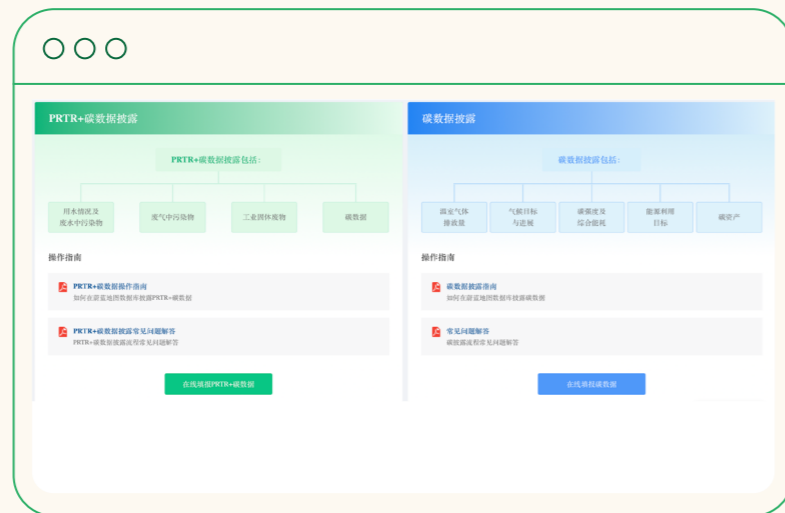 PRTR+碳数据披露
PRTR+碳数据披露包括：
用水情况及
废水中污染物
废气中污染物
工业固体废物
碳数据
操作指南
PRTR+碳数据操作指南
如何在蔚蓝地图数据库披露PRTR+碳数据
PRTR+碳数据披露常见问题解答
PRTR+碳数据披露流程常见问题解答
在线填报PRTR+碳数据
碳数据披露
碳数据披露包括：
温室气体
排放量
气候目标
与进展
碳强度及
综合能耗
能源利用
目标
碳资产
操作指南
碳数据披露指南
如何在蔚蓝地图数据库披露碳数据
常见问题解答
碳披露流程常见问题解答
在线填报碳数据